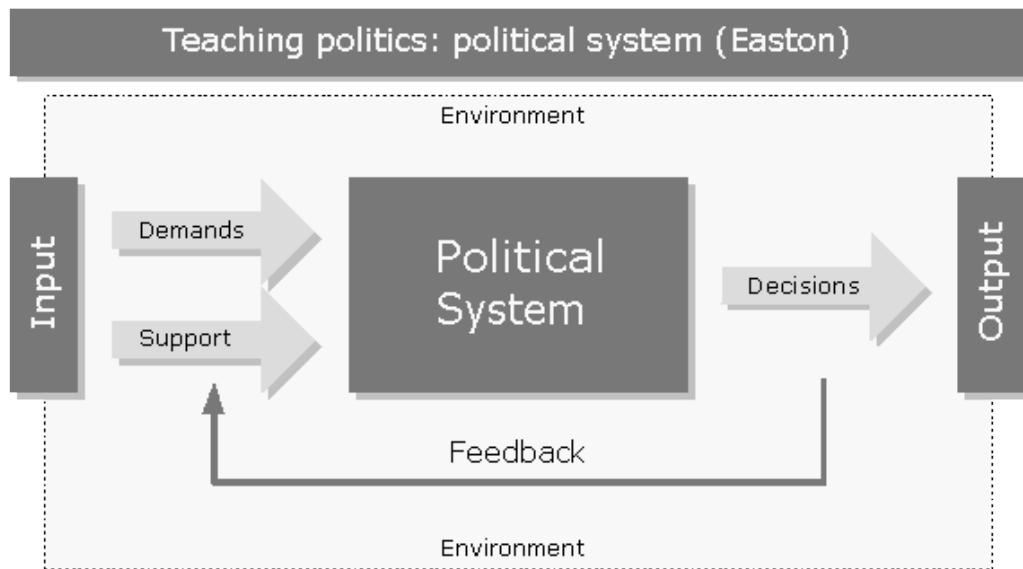 Teaching politics: political system (Easton)
Environment
Input
Demands
Support
Political
System
Decisions
Output
Feedback
Environment